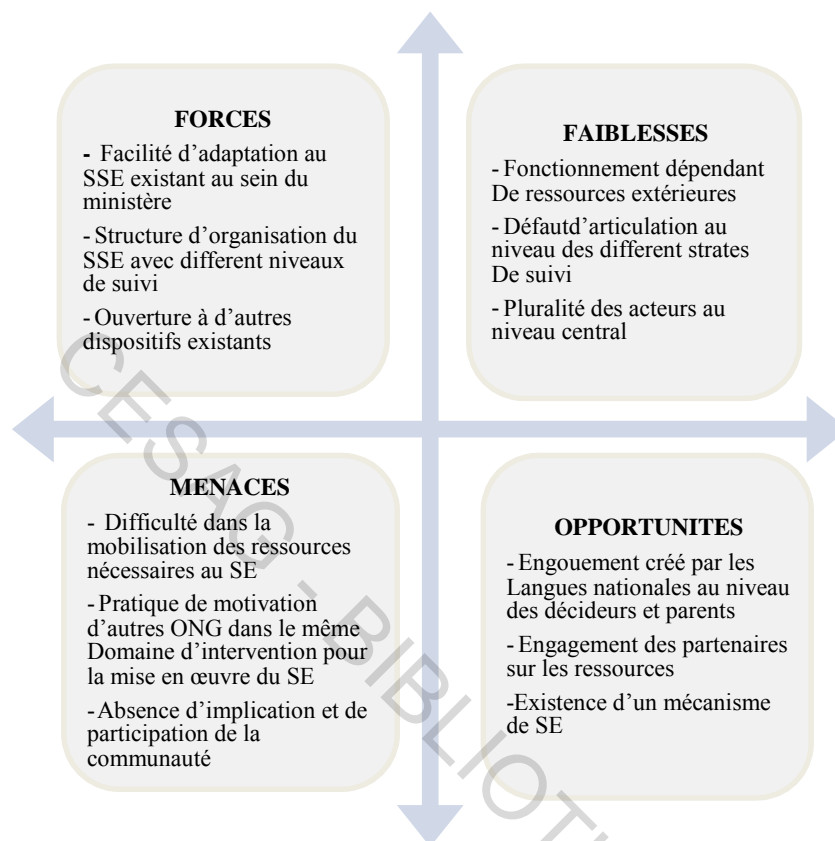 FORCES
- Facilité d'adaptation au
SSE existant au sein du
ministère
- Structure d'organisation du
SSE avec different niveaux
de suivi
- Ouverture à d'autres
dispositifs existants
FAIBLESSES
- Fonctionnement dépendant
De ressources extérieures
- Défautd'articulation au
niveau des different strates
De suivi
- Pluralité des acteurs au
niveau central
MENACES
- Difficulté dans la
mobilisation des ressources
nécessaires au SE
- Pratique de motivation
d'autres ONG dans le même
Domaine d'intervention pour
la mise en œuvre du SE
- Absence d'implication et de
participation de la
communauté
OPPORTUNITES
- Engouement créé par les
Langues nationales au niveau
des décideurs et parents
- Engagement des partenaires
sur les ressources
-Existence d'un mécanisme
de SE
CESAG - BIBLIOT